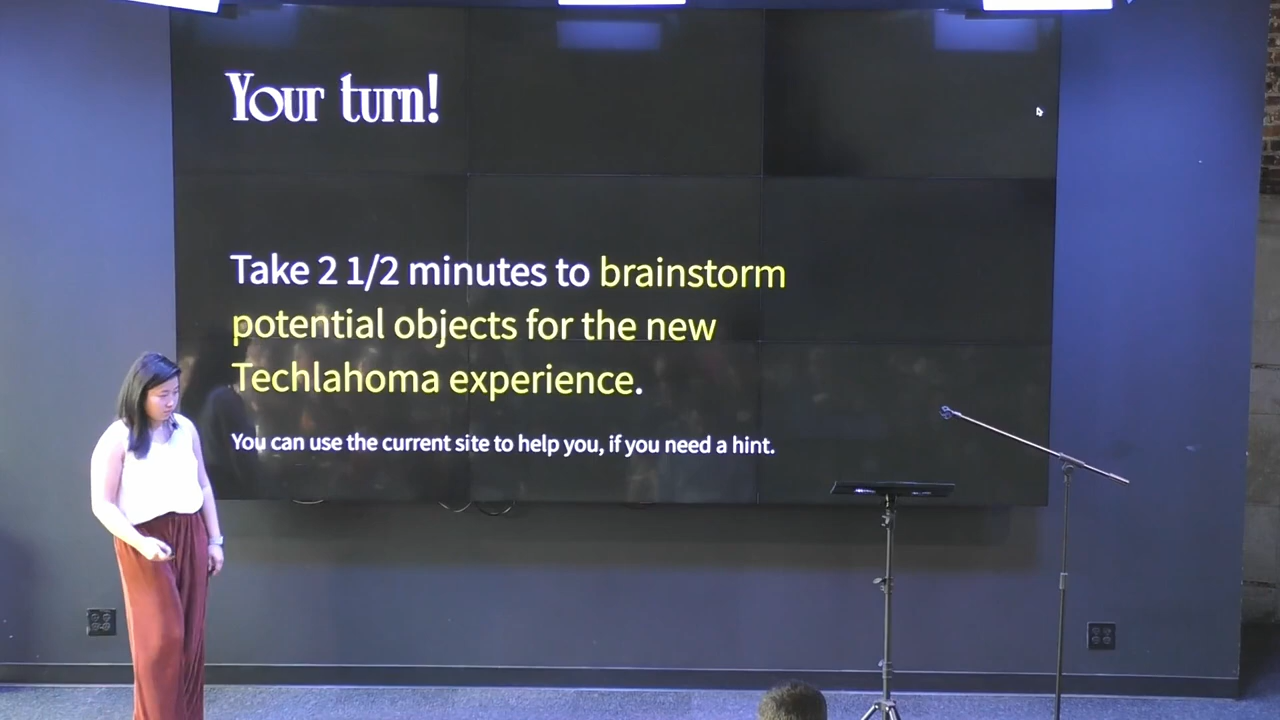 Your turn!
Take 2 1/2 minutes to brainstorm
potential objects for the new
Techlahoma experience.
You can use the current site to help you, if you need a hint.